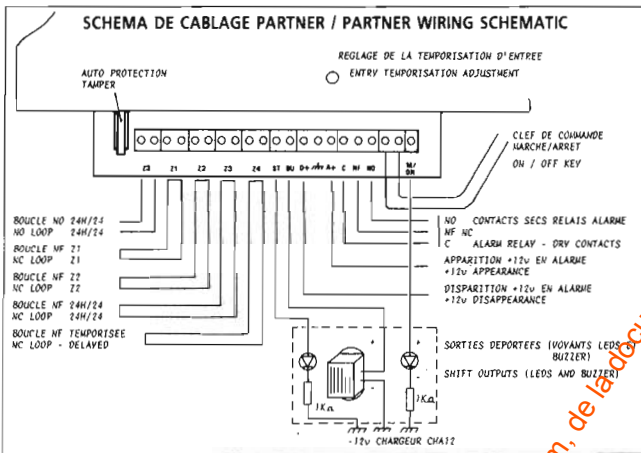 SCHEMA DE CABLAGE PARTNER / PARTNER WIRING SCHEMATIC
REGLAGE DE LA TEMPORISATION D'ENTREE
ENTRY TEMPORISATION ADJUSTMENT
AUTO PROTECTION
TAMPER
CLEF DE COMMANDE
MARCHE/ARRET
ON / OFF KEY
Z3 Z1 Z2 Z3 Z4 ST BU D+ A+ C NF NO M/ON
BOUCLE NO 24H/24
NO LOOP 24H/24
BOUCLE NF Z1
NC LOOP Z1
BOUCLE NF Z2
NC LOOP Z2
BOUCLE NF 24H/24
NC LOOP 24H/24
BOUCLE NF TEMPORISEE
NC LOOP - DELAYED
NO CONTACTS SECS RELAIS ALARME
NF NC
C ALARM RELAY - DRY CONTACTS
APPARITION +12v EN ALARME
+12v APPEARANCE
DISPARITION +12v EN ALARME
+12v DISAPPEARANCE
SORTIES DEPORTEES (VOYANTS LEDS ET
BUZZER)
SHIFT OUTPUTS (LEDS AND BUZZER)
+
-
+
-
1KΩ
1KΩ
-12v CHARGEUR CHA12
m, de la docu